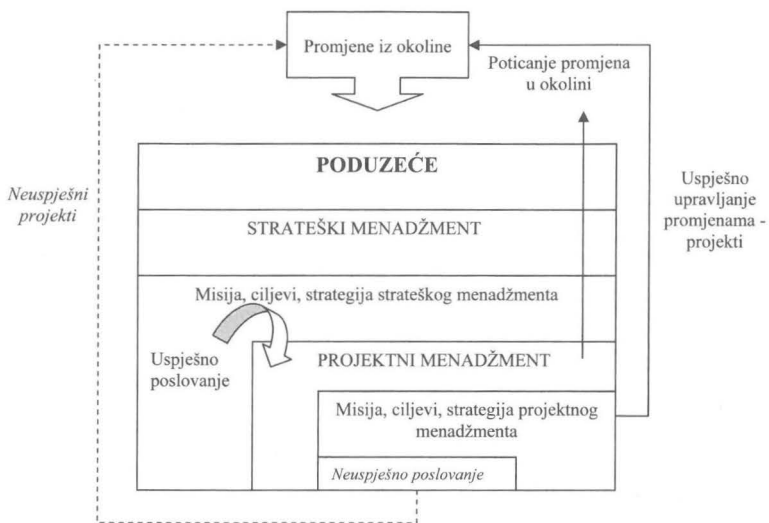 Promjene iz okoline
Poticanje promjena
u okolini
PODUZEĆE
Neuspješni
projekti
Uspješno
upravljanje
promjenama -
projekti
STRATEŠKI MENADŽMENT
Misija, ciljevi, strategija strateškog menadžmenta
Uspješno
poslovanje
PROJEKTNI MENADŽMENT
Misija, ciljevi, strategija projektnog
menadžmenta
Neuspješno poslovanje